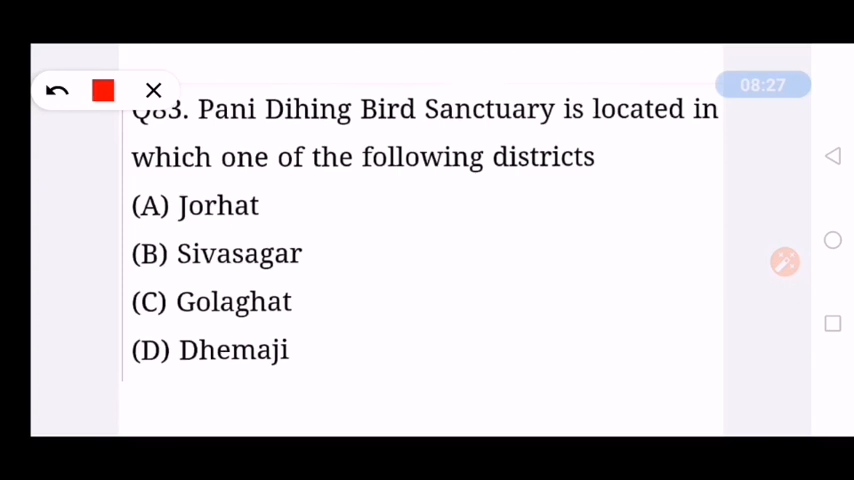 08:27
Q83. Pani Dihing Bird Sanctuary is located in
which one of the following districts
(A) Jorhat
(B) Sivasagar
(C) Golaghat
(D) Dhemaji